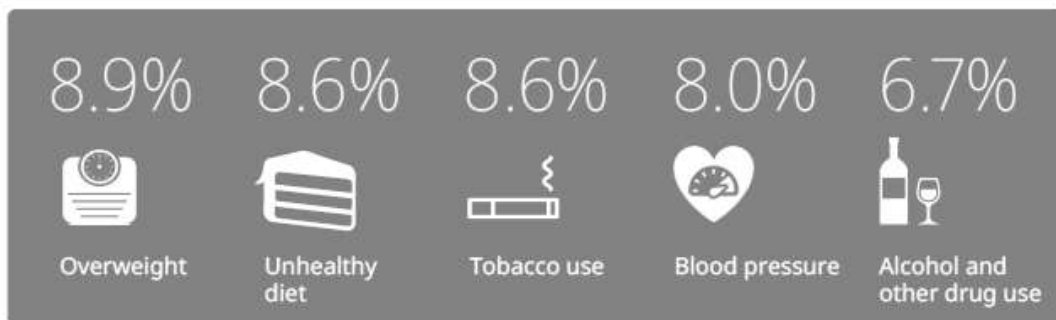 8.9% 8.6% 8.6% 8.0% 6.7%
Overweight
Unhealthy
diet
Tobacco use
Blood pressure
Alcohol and
other drug use